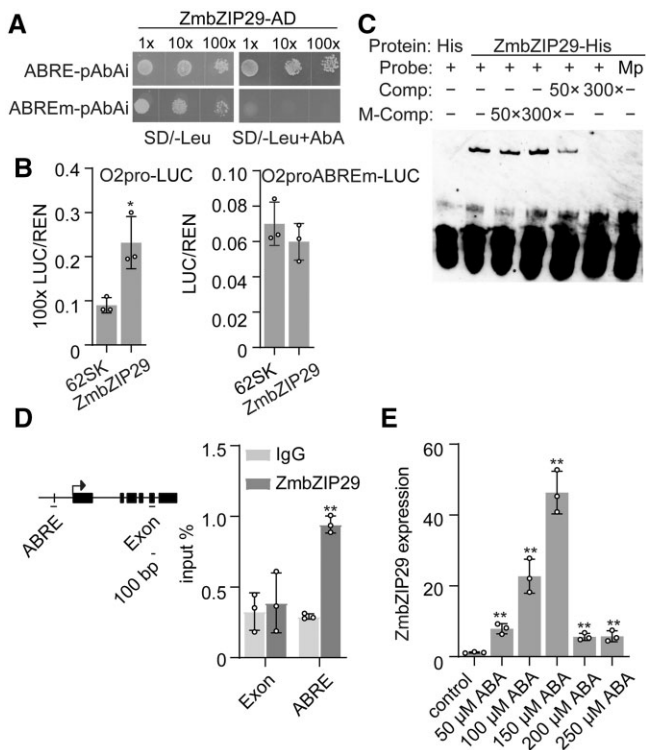 A
ZmbZIP29-AD
1x 10x 100x 1x 10x 100x
ABRE-pAbAi
ABREm-pAbAi
SD/-Leu SD/-Leu+AbA
B
O2pro-LUC
100x LUC/REN
0.4
0.3
0.2
0.1
0
*
62SK
ZmbZIP29
O2proABREm-LUC
LUC/REN
0.10
0.08
0.06
0.04
0.02
0
62SK
ZmbZIP29
C
Protein: His ZmbZIP29-His
Probe: + + + + + + Mp
Comp: – – – – 50× 300× –
M-Comp: – – 50× 300× – – –
D
ABRE
Exon
100 bp
IgG
ZmbZIP29
input %
1.5
1.0
0.5
0.0
**
Exon
ABRE
E
ZmbZIP29 expression
60
40
20
0
**
**
**
**
**
control
50 µM ABA
100 µM ABA
150 µM ABA
200 µM ABA
250 µM ABA